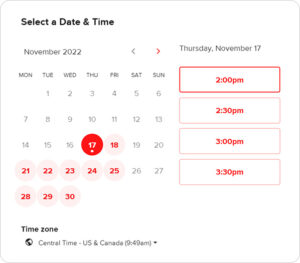 Select a Date & Time
November 2022 < >
MON TUE WED THU FRI SAT SUN
1 2 3 4 5 6
7 8 9 10 11 12 13
14 15 16 17 18 19 20
21 22 23 24 25 26 27
28 29 30
Thursday, November 17
2:00pm
2:30pm
3:00pm
3:30pm
Time zone
Central Time - US & Canada (9:49am)